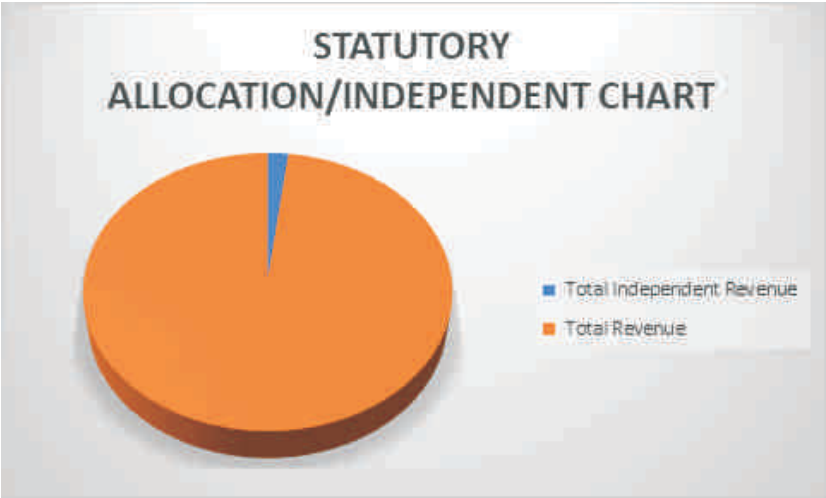 STATUTORY
ALLOCATION/INDEPENDENT CHART
Total Independent Revenue
Total Revenue